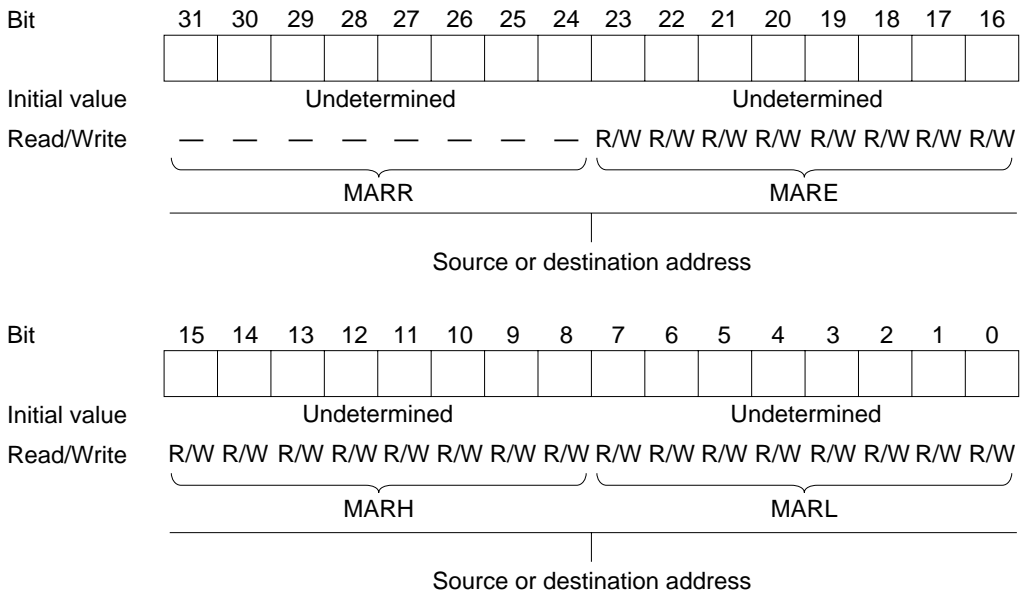 Bit 31 30 29 28 27 26 25 24 23 22 21 20 19 18 17 16
Initial value Undetermined Undetermined
Read/Write — — — — — — — — R/W R/W R/W R/W R/W R/W R/W R/W
MARR MARE
Source or destination address
Bit 15 14 13 12 11 10 9 8 7 6 5 4 3 2 1 0
Initial value Undetermined Undetermined
Read/Write R/W R/W R/W R/W R/W R/W R/W R/W R/W R/W R/W R/W R/W R/W R/W R/W
MARH MARL
Source or destination address